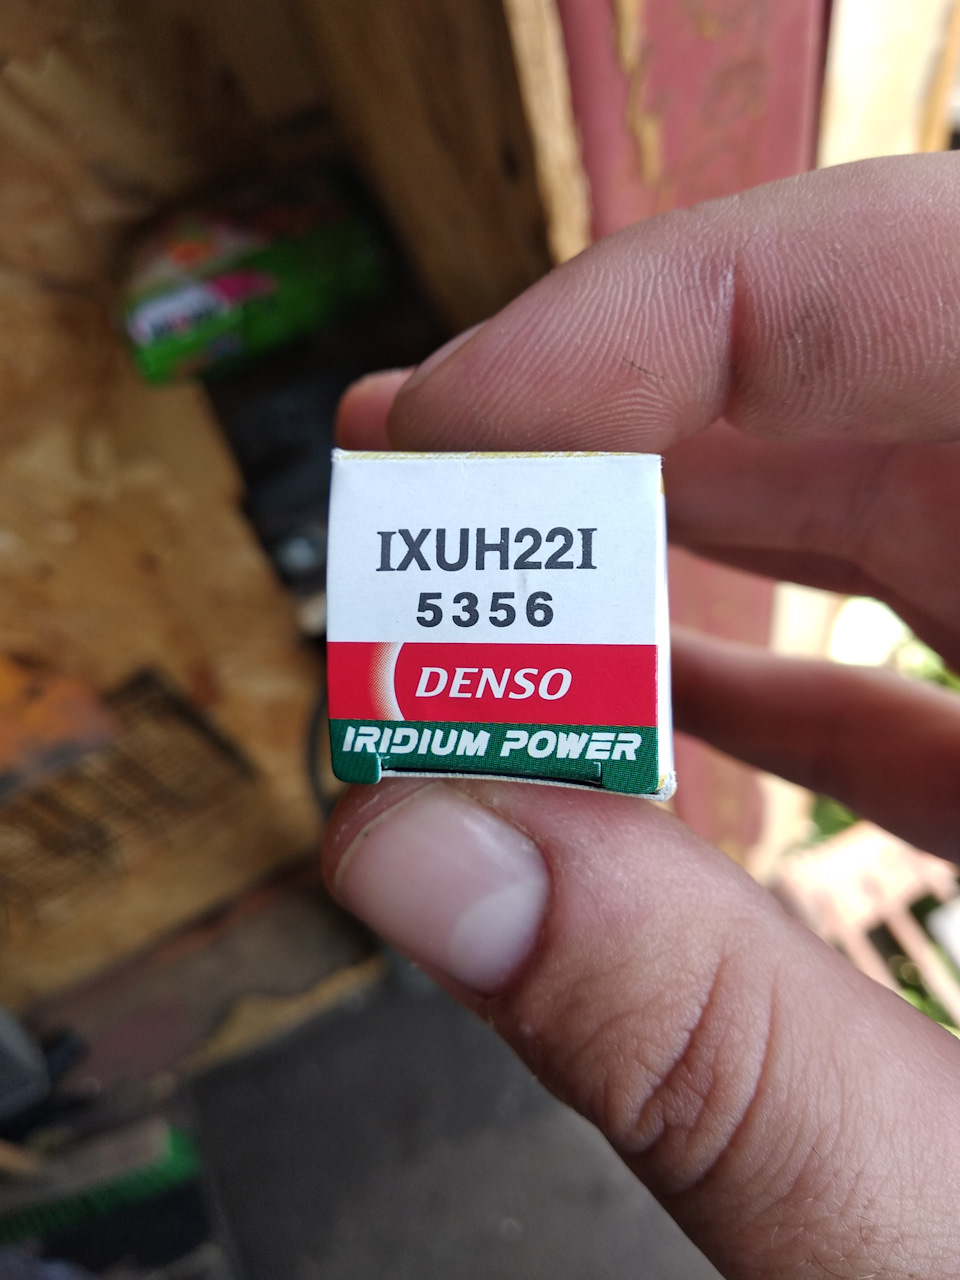 IXUH22I
5356
DENSO
IRIDIUM POWER